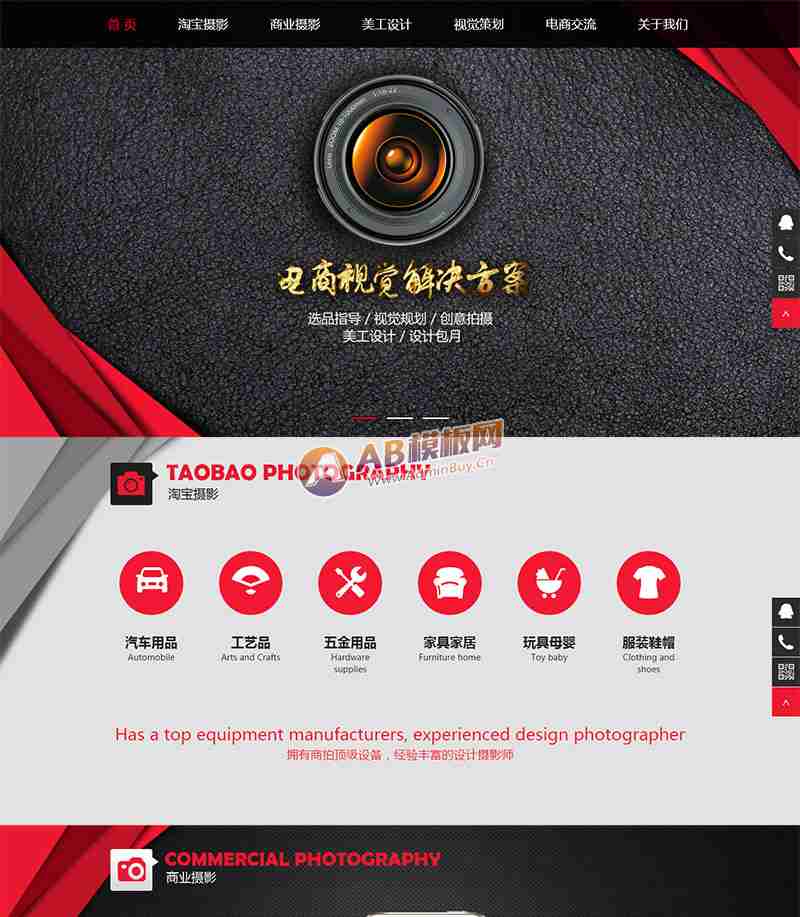 首 页 淘宝摄影 商业摄影 美工设计 视觉策划 电商交流 关于我们
电商视觉解决方案
选品指导 / 视觉规划 / 创意拍摄
美工设计 / 设计包月
AB模板网
www.AdminBuy.Cn
TAOBAO PHOTOGRAPHY
淘宝摄影
汽车用品 工艺品 五金用品 家具家居 玩具母婴 服装鞋帽
Automobile Arts and Crafts Hardware supplies Furniture home Toy baby Clothing and shoes
Has a top equipment manufacturers, experienced design photographer
拥有商拍顶吸设备，经验丰富的设计摄影师
COMMERCIAL PHOTOGRAPHY
商业摄影